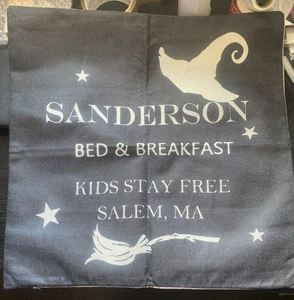 SANDERSON
BED & BREAKFAST
KIDS STAY FREE
SALEM, MA